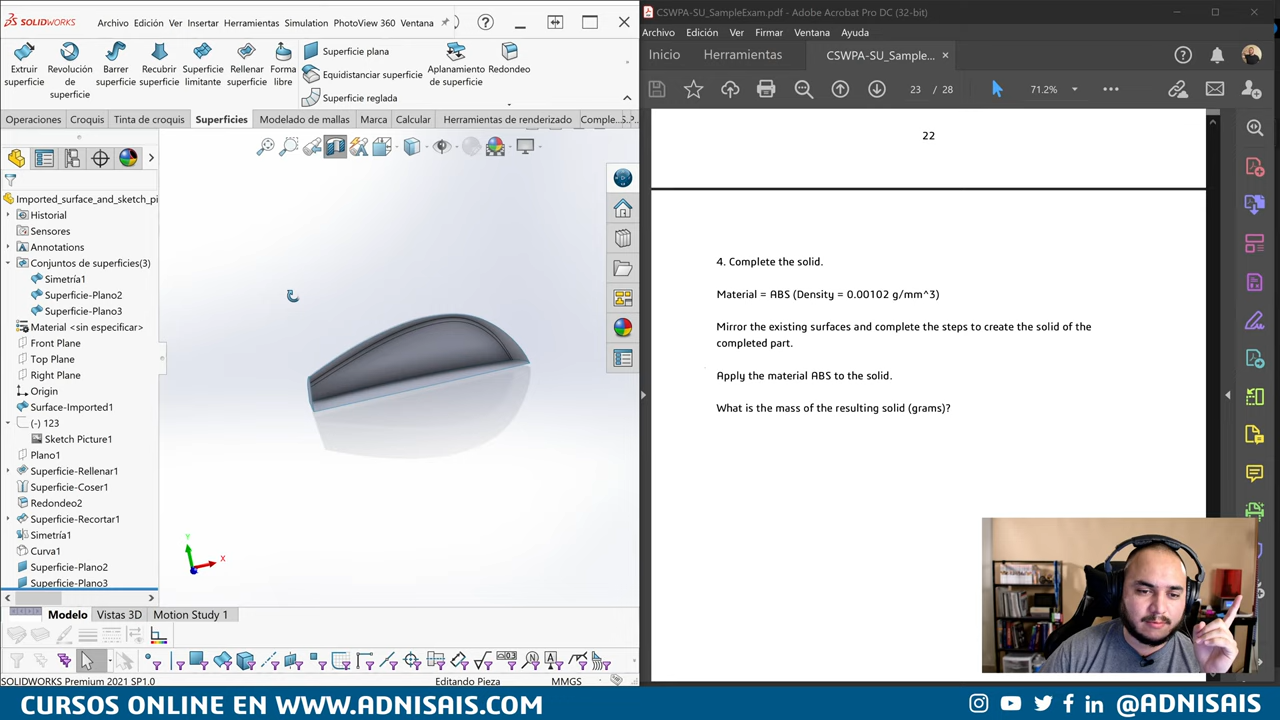 SOLIDWORKS
Archivo Edición Ver Insertar Herramientas Simulation PhotoView 360 Ventana
Extruir superficie
Revolución de superficie
Barrer superficie
Recubrir superficie
Superficie limitante
Rellenar superficie
Forma libre
Superficie plana
Equidistanciar superficie
Superficie reglada
Aplanamiento de superficie
Redondeo
Operaciones Croquis Tinta de croquis Superficies Modelado de mallas Marca Calcular Herramientas de renderizado Comple...
Imported_surface_and_sketch_pi
Historial
Sensores
Annotations
Conjuntos de superficies(3)
Simetría1
Superficie-Plano2
Superficie-Plano3
Material <sin especificar>
Front Plane
Top Plane
Right Plane
Origin
Surface-Imported1
(-) 123
Sketch Picture1
Plano1
Superficie-Rellenar1
Superficie-Coser1
Redondeo2
Superficie-Recortar1
Simetría1
Curva1
Superficie-Plano2
Superficie-Plano3
Y
X
Modelo Vistas 3D Motion Study 1
SOLIDWORKS Premium 2021 SP1.0 Editando Pieza MMGS
CSWPA-SU_SampleExam.pdf - Adobe Acrobat Pro DC (32-bit)
Archivo Edición Ver Firmar Ventana Ayuda
Inicio Herramientas CSWPA-SU_Sample...
23 / 28 71.2%
22
4. Complete the solid.
Material = ABS (Density = 0.00102 g/mm^3)
Mirror the existing surfaces and complete the steps to create the solid of the
completed part.
Apply the material ABS to the solid.
What is the mass of the resulting solid (grams)?
CURSOS ONLINE EN WWW.ADNISAIS.COM @ADNISAIS